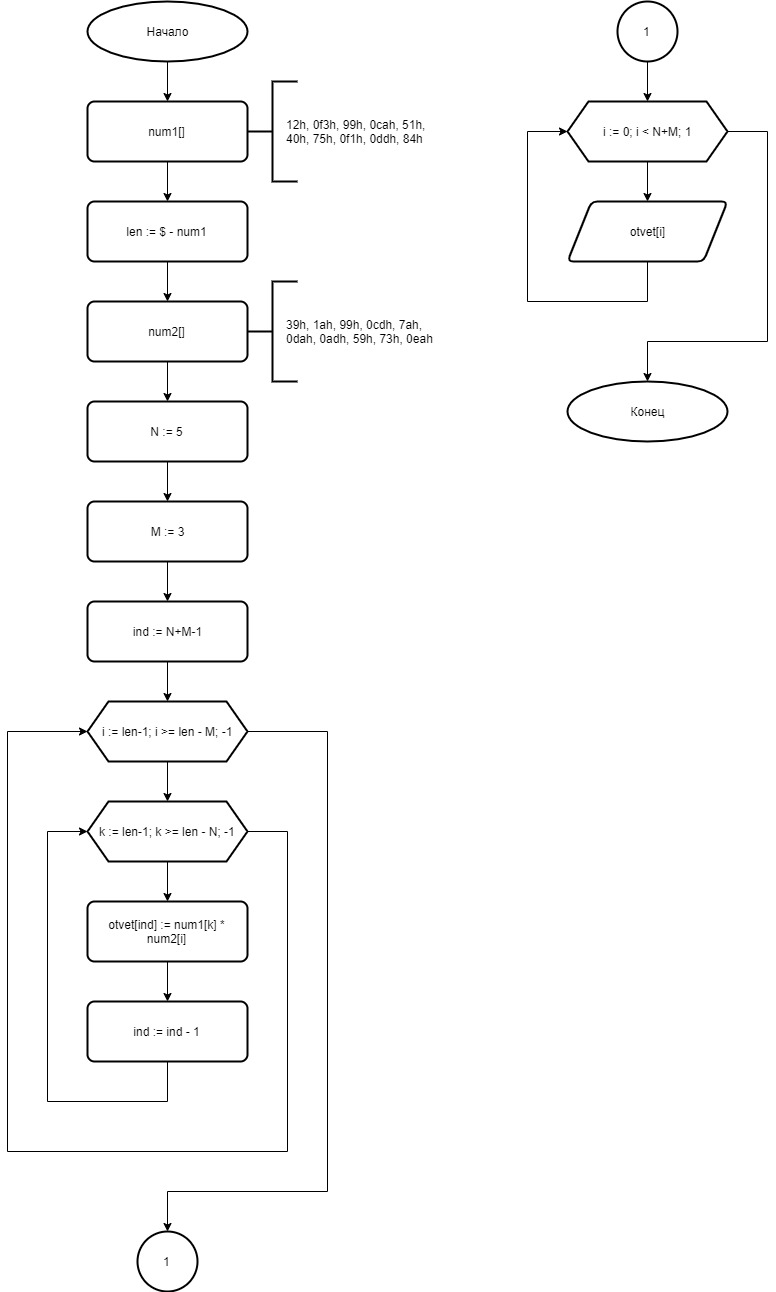 Начало
num1[]
12h, 0f3h, 99h, 0cah, 51h,
40h, 75h, 0f1h, 0ddh, 84h
len := $ - num1
num2[]
39h, 1ah, 99h, 0cdh, 7ah,
0dah, 0adh, 59h, 73h, 0eah
N := 5
M := 3
ind := N+M-1
i := len-1; i >= len - M; -1
k := len-1; k >= len - N; -1
otvet[ind] := num1[k] *
num2[i]
ind := ind - 1
1
1
i := 0; i < N+M; 1
otvet[i]
Конец